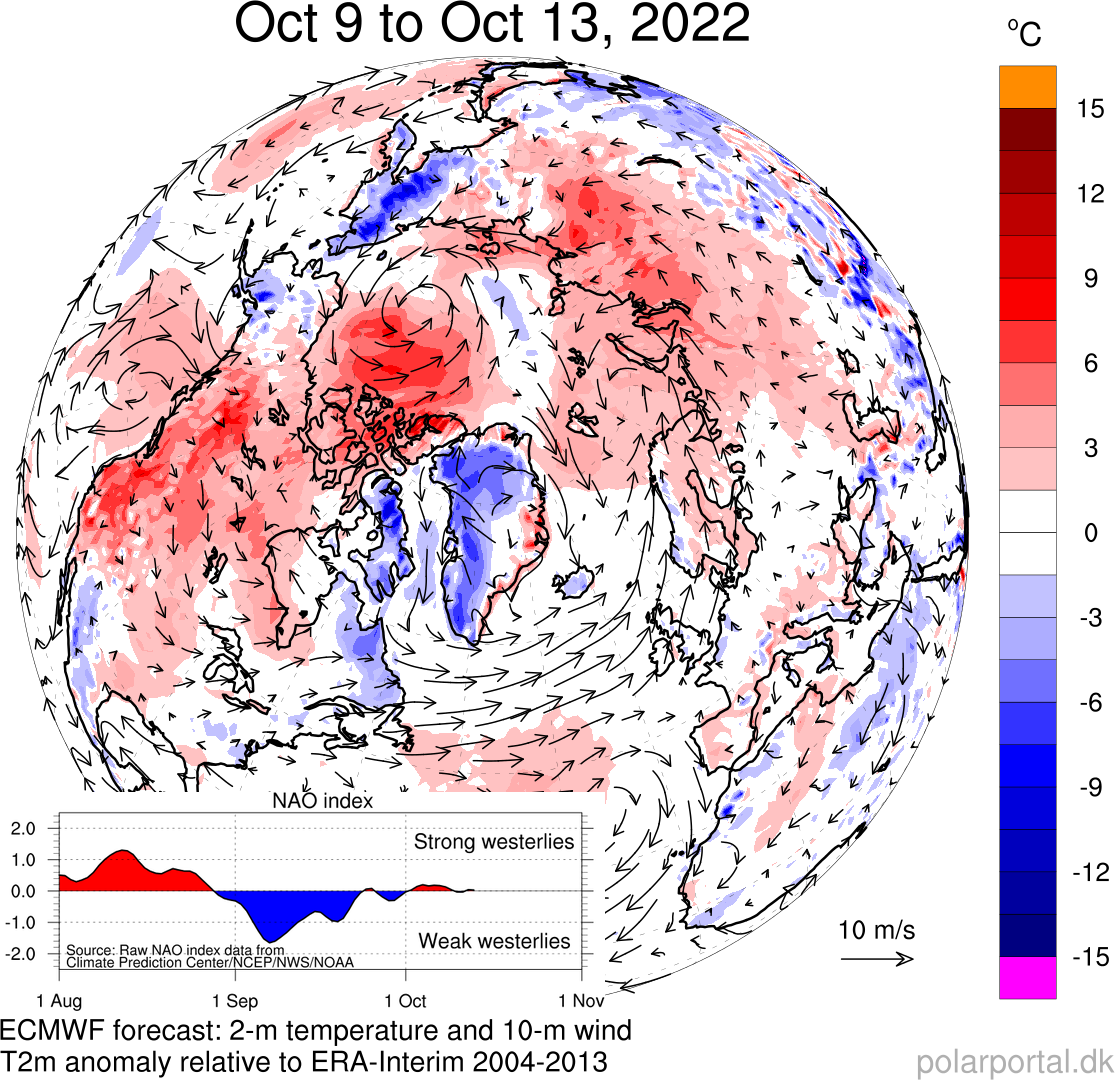 Oct 9 to Oct 13, 2022
°C
15
12
9
6
3
0
-3
-6
-9
-12
-15
10 m/s
NAO index
2.0
1.0
0.0
-1.0
-2.0
Strong westerlies
Weak westerlies
Source: Raw NAO index data from
Climate Prediction Center/NCEP/NWS/NOAA
1 Aug
1 Sep
1 Oct
1 Nov
ECMWF forecast: 2-m temperature and 10-m wind
T2m anomaly relative to ERA-Interim 2004-2013
polarportal.dk